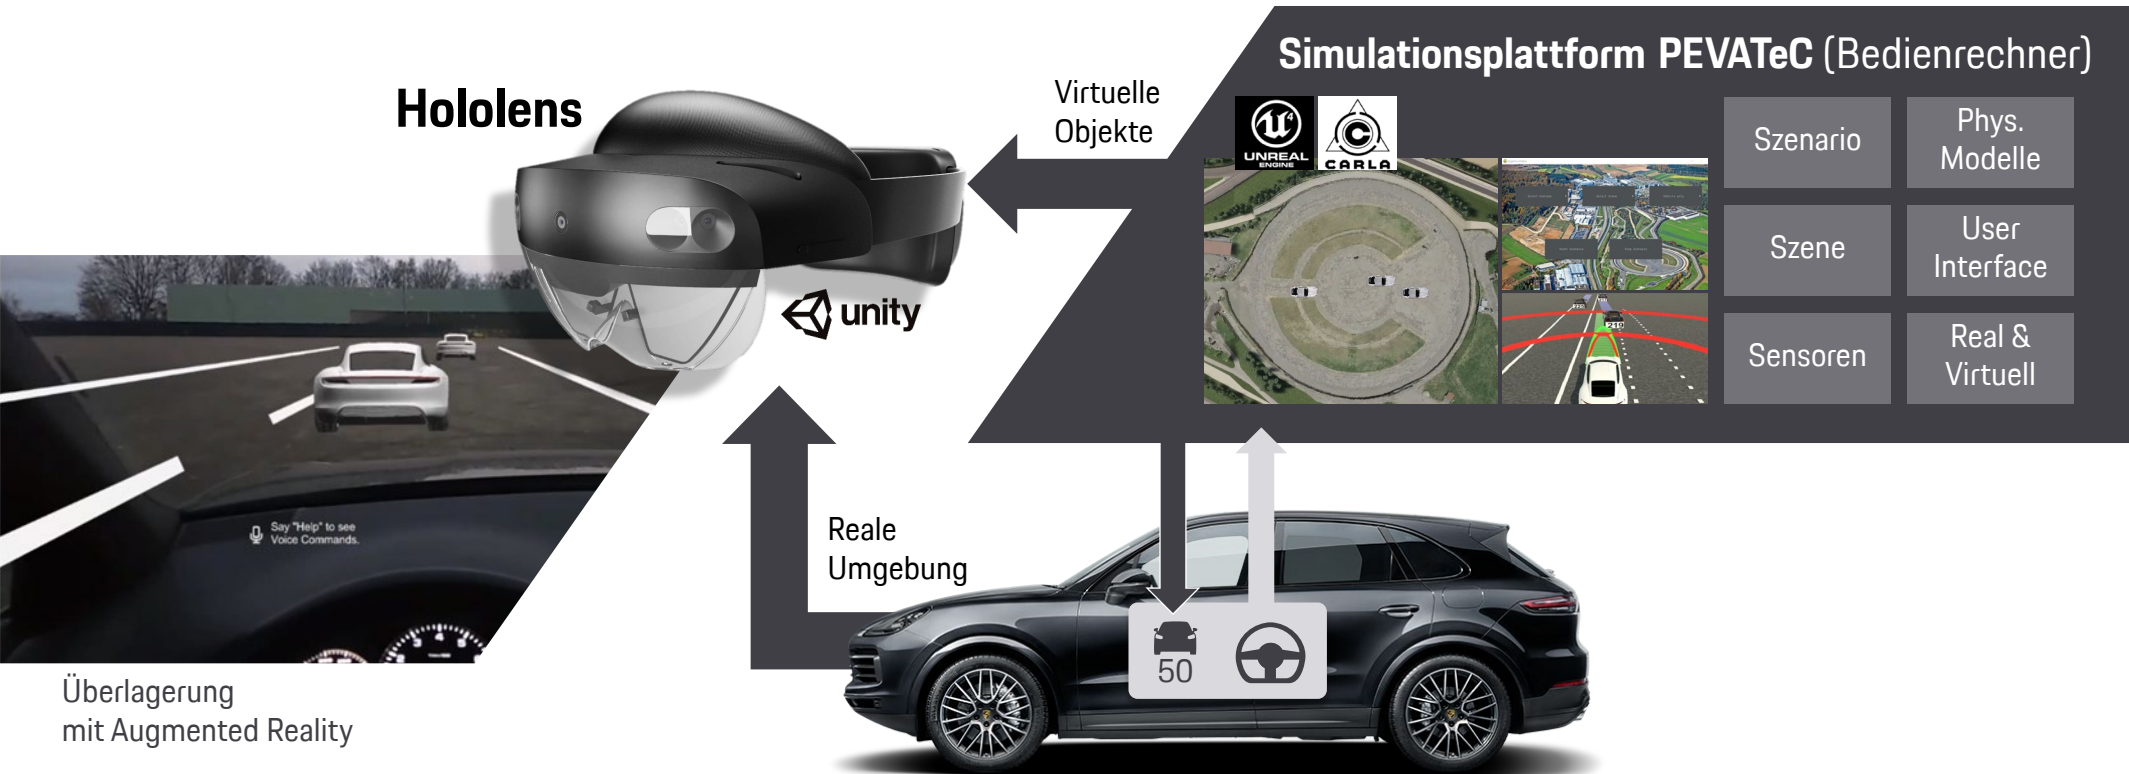 Simulationsplattform PEVATeC (Bedienrechner)
Hololens
Virtuelle
Objekte
UNREAL
ENGINE
CARLA
Szenario
Phys.
Modelle
Szene
User
Interface
Sensoren
Real &
Virtuell
219
unity
Say "Help" to see
Voice Commands.
Reale
Umgebung
50
Überlagerung
mit Augmented Reality